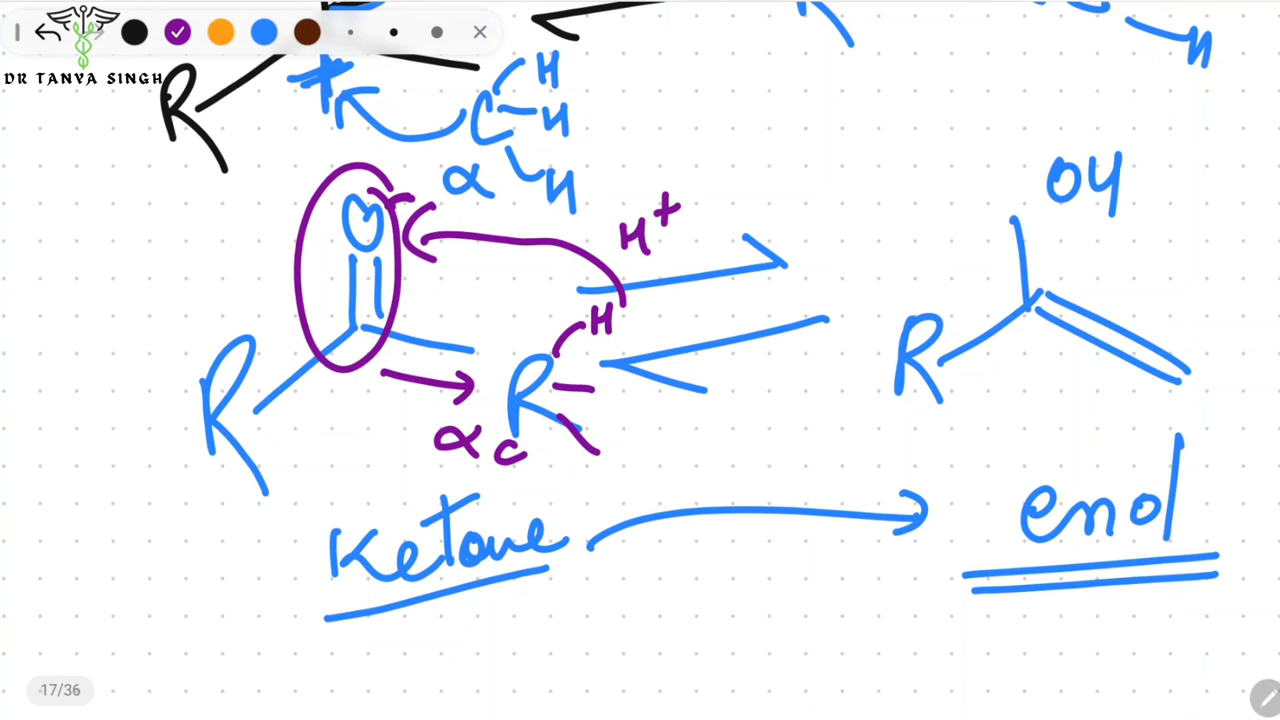 DR TANYA SINGH
R
H
C
H
H
α
H
O
H+
OH
H
R
R
R
α
C
Ketone
enol
17/36